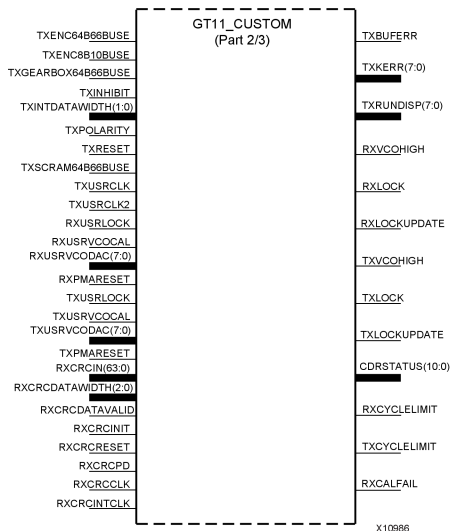 GT11_CUSTOM
(Part 2/3)
TXENC64B66BUSE
TXENC8B10BUSE
TXGEARBOX64B66BUSE
TXINHIBIT
TXINTDATAWIDTH(1:0)
TXPOLARITY
TXRESET
TXSCRAM64B66BUSE
TXUSRCLK
TXUSRCLK2
RXUSRLOCK
RXUSRVCOCAL
RXUSRVCODAC(7:0)
RXPMARESET
TXUSRLOCK
TXUSRVCOCAL
TXUSRVCODAC(7:0)
TXPMARESET
RXCRCIN(63:0)
RXCRCDATAWIDTH(2:0)
RXCRCDATAVALID
RXCRCINIT
RXCRCRESET
RXCRCPD
RXCRCCLK
RXCRCINTCLK
TXBUFERR
TXKERR(7:0)
TXRUNDISP(7:0)
RXVCOHIGH
RXLOCK
RXLOCKUPDATE
TXVCOHIGH
TXLOCK
TXLOCKUPDATE
CDRSTATUS(10:0)
RXCYCLELIMIT
TXCYCLELIMIT
RXCALFAIL
X10986